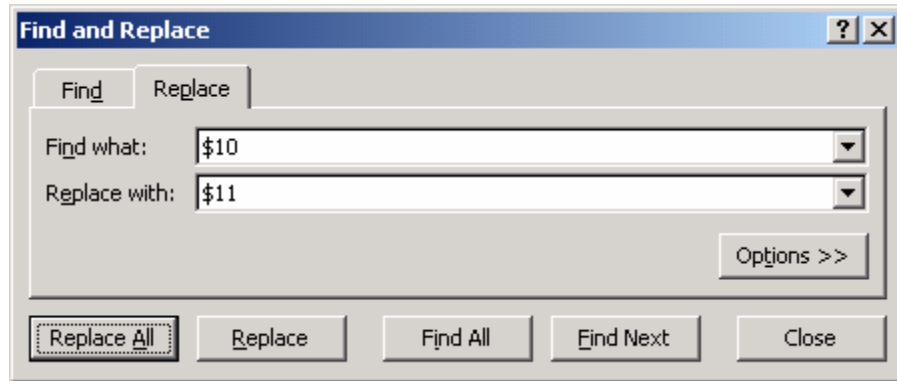 Find and Replace
Find Replace
Find what: $10
Replace with: $11
Options >>
Replace All Replace Find All Find Next Close